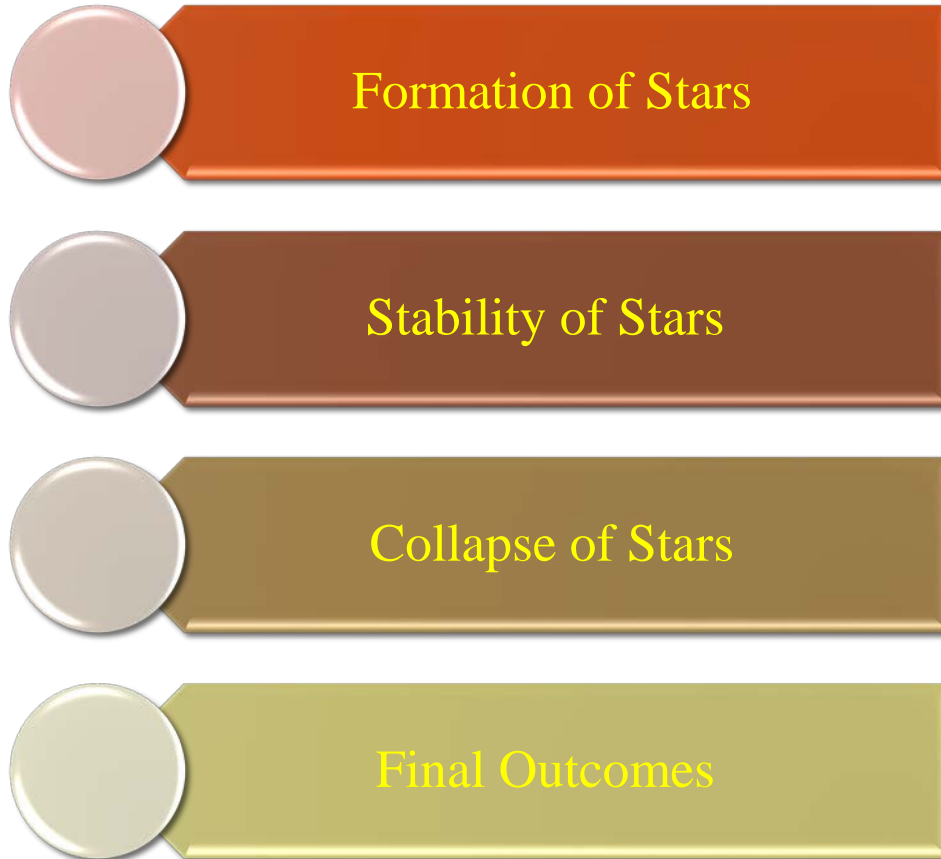 Formation of Stars
Stability of Stars
Collapse of Stars
Final Outcomes